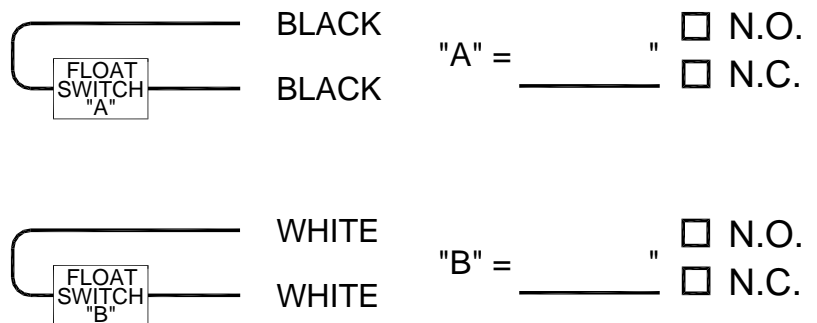 BLACK
"A" = "
☐ N.O.
☐ N.C.
FLOAT
SWITCH
"A"
BLACK
WHITE
"B" = "
☐ N.O.
☐ N.C.
FLOAT
SWITCH
"B"
WHITE